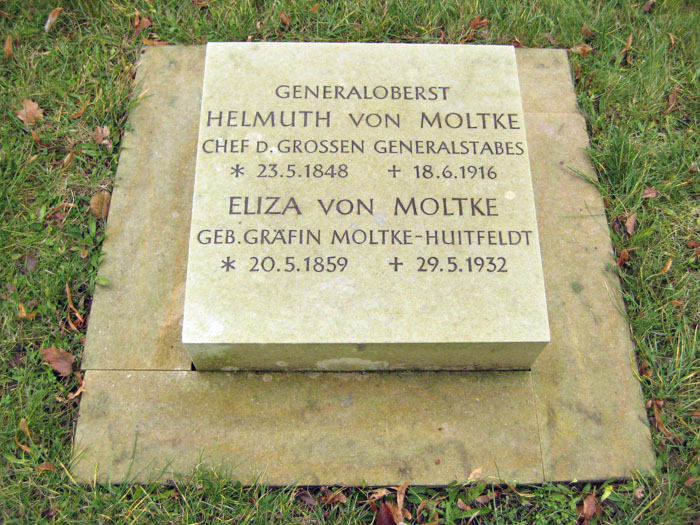 GENERALOBERST
HELMUTH VON MOLTKE
CHEF D. GROSSEN GENERALSTABES
* 23.5.1848 + 18.6.1916
ELIZA VON MOLTKE
GEB. GRÄFIN MOLTKE-HUITFELDT
* 20.5.1859 + 29.5.1932